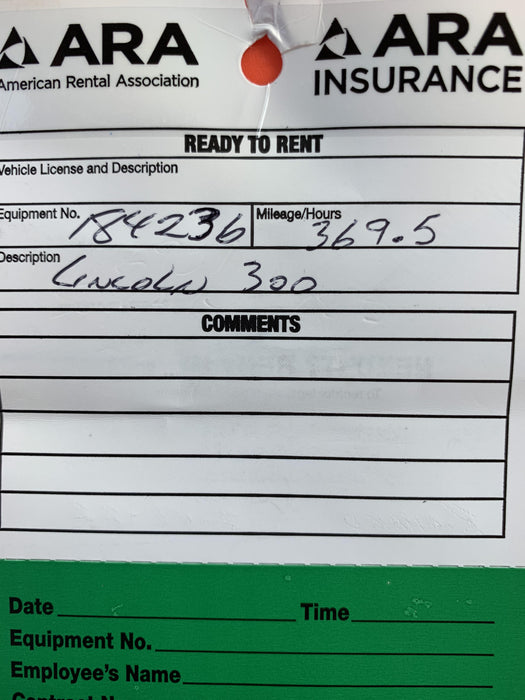 ARA ARA
American Rental Association INSURANCE
READY TO RENT
Vehicle License and Description
Equipment No. 184236 Mileage/Hours 369.5
Description Lincoln 300
COMMENTS
Date Time
Equipment No.
Employee's Name